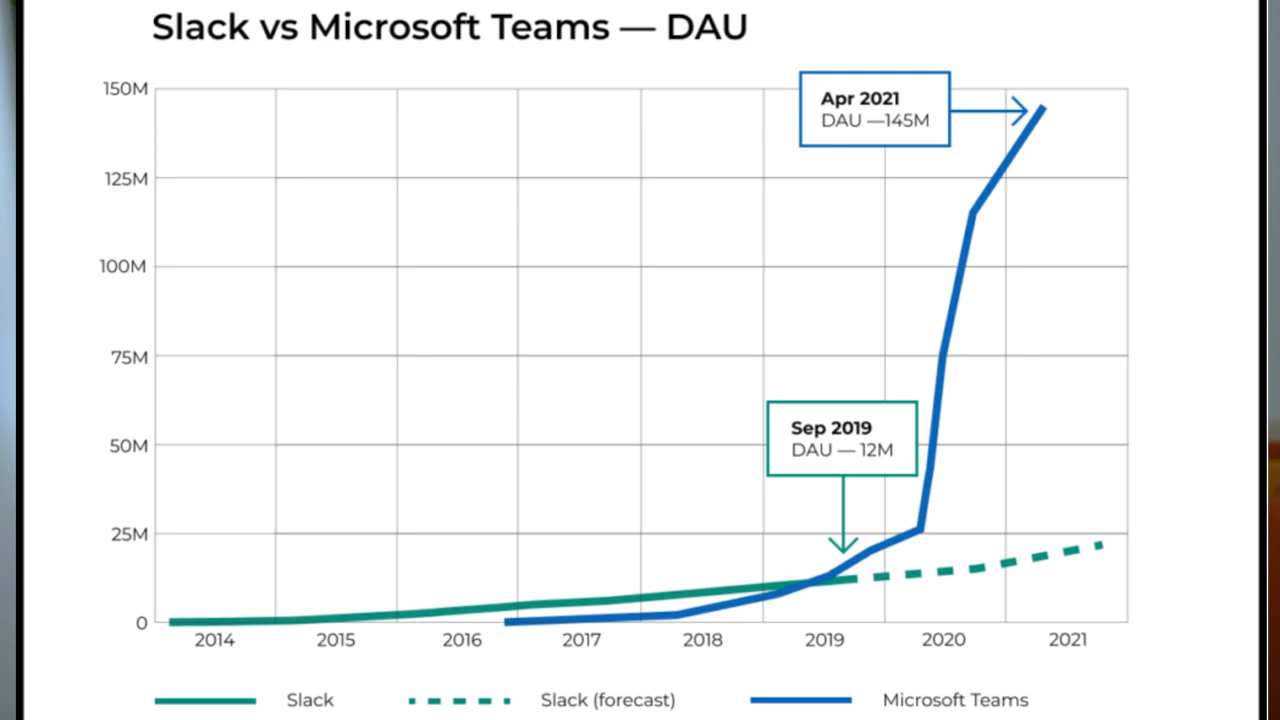 Slack vs Microsoft Teams — DAU
150M
125M
100M
75M
50M
25M
0
Apr 2021
DAU —145M
Sep 2019
DAU — 12M
2014 2015 2016 2017 2018 2019 2020 2021
Slack Slack (forecast) Microsoft Teams